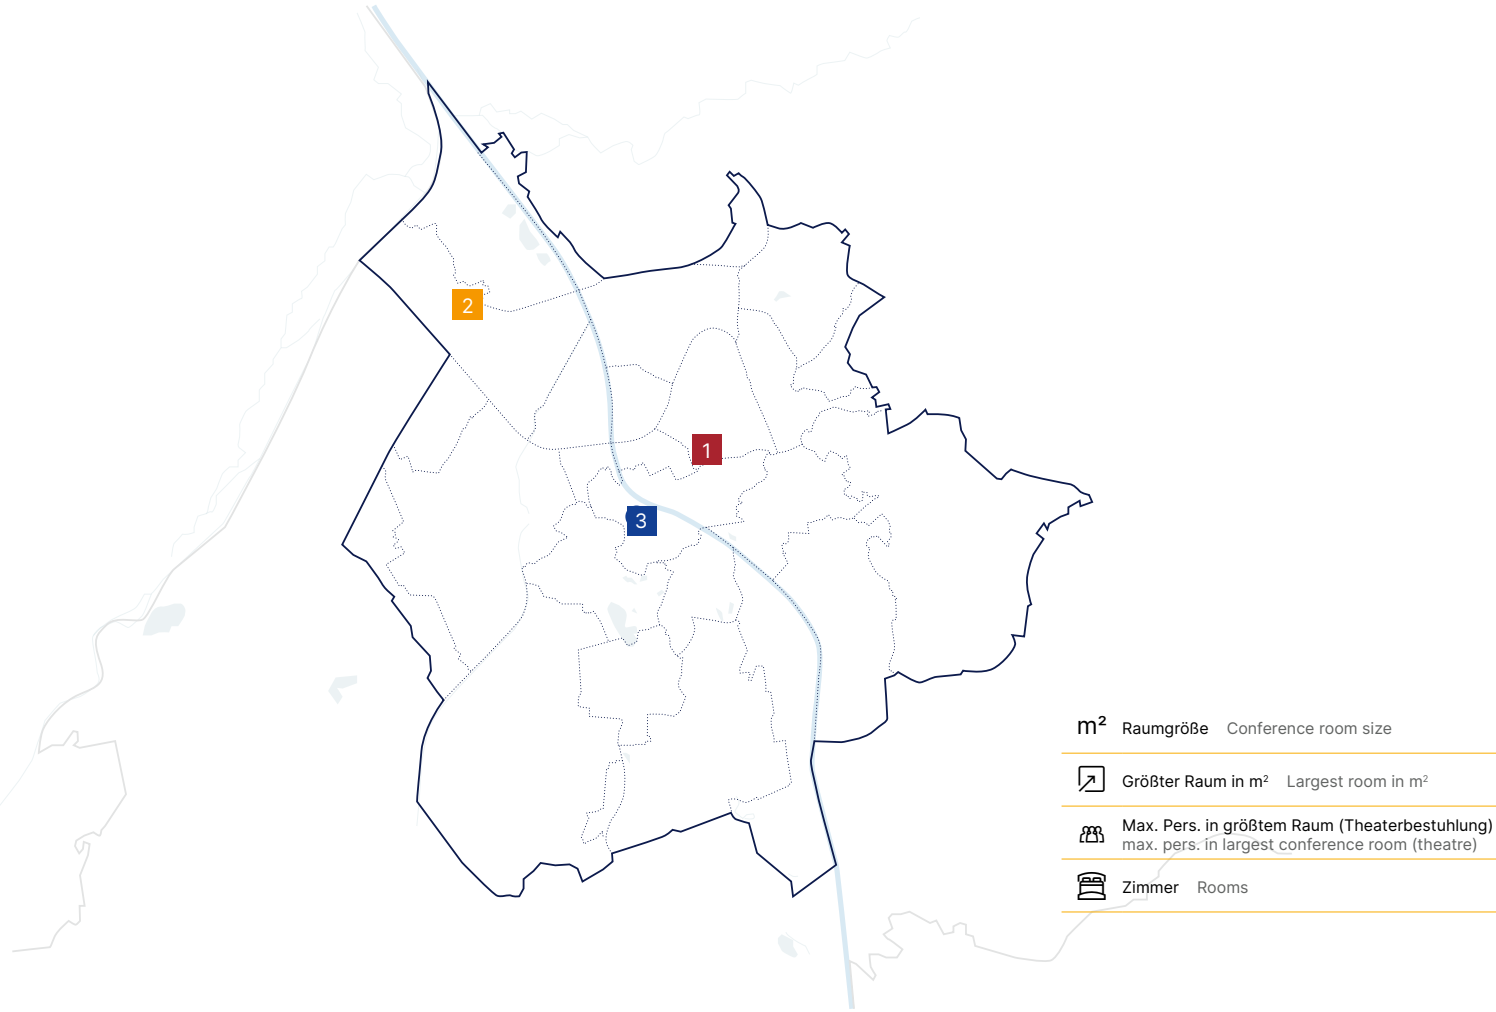 2
1
3
m² Raumgröße Conference room size
Größter Raum in m² Largest room in m²
Max. Pers. in größtem Raum (Theaterbestuhlung)
max. pers. in largest conference room (theatre)
Zimmer Rooms